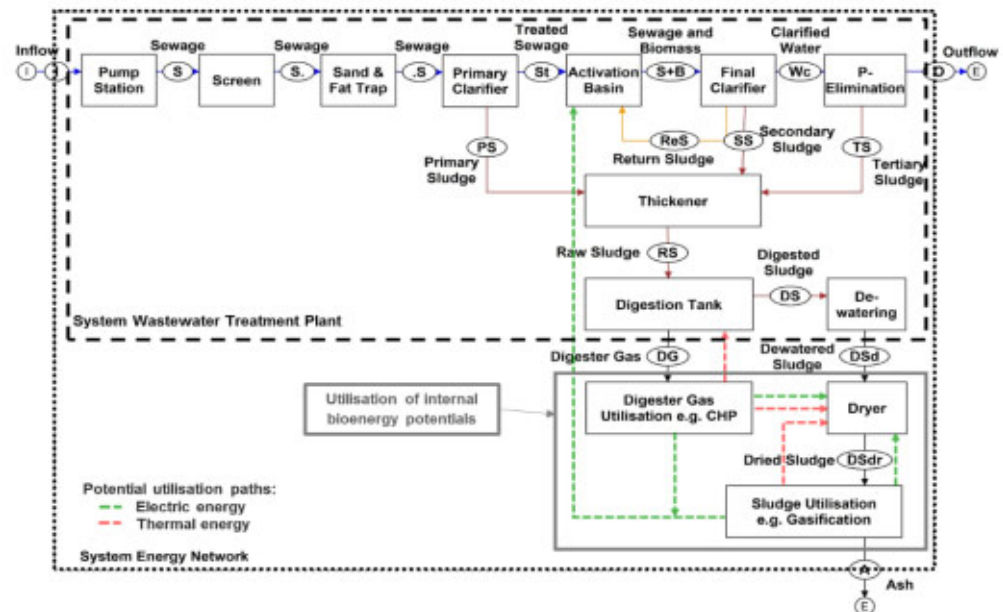 Inflow
I
Pump
Station
Sewage
S
Screen
Sewage
S.
Sand &
Fat Trap
Sewage
.S
Primary
Clarifier
Treated
Sewage
St
Activation
Basin
Sewage and
Biomass
S+B
Final
Clarifier
Clarified
Water
Wc
P-
Elimination
Outflow
O
E
PS
Primary
Sludge
ReS
Return Sludge
SS
Secondary
Sludge
TS
Tertiary
Sludge
Thickener
Raw Sludge
RS
Digested
Sludge
Digestion Tank
DS
De-
watering
System Wastewater Treatment Plant
Digester Gas
DG
Dewatered
Sludge
DSd
Utilisation of internal
bioenergy potentials
Digester Gas
Utilisation e.g. CHP
Dryer
Dried Sludge
DSdr
Potential utilisation paths:
Electric energy
Thermal energy
Sludge Utilisation
e.g. Gasification
System Energy Network
A
Ash
E